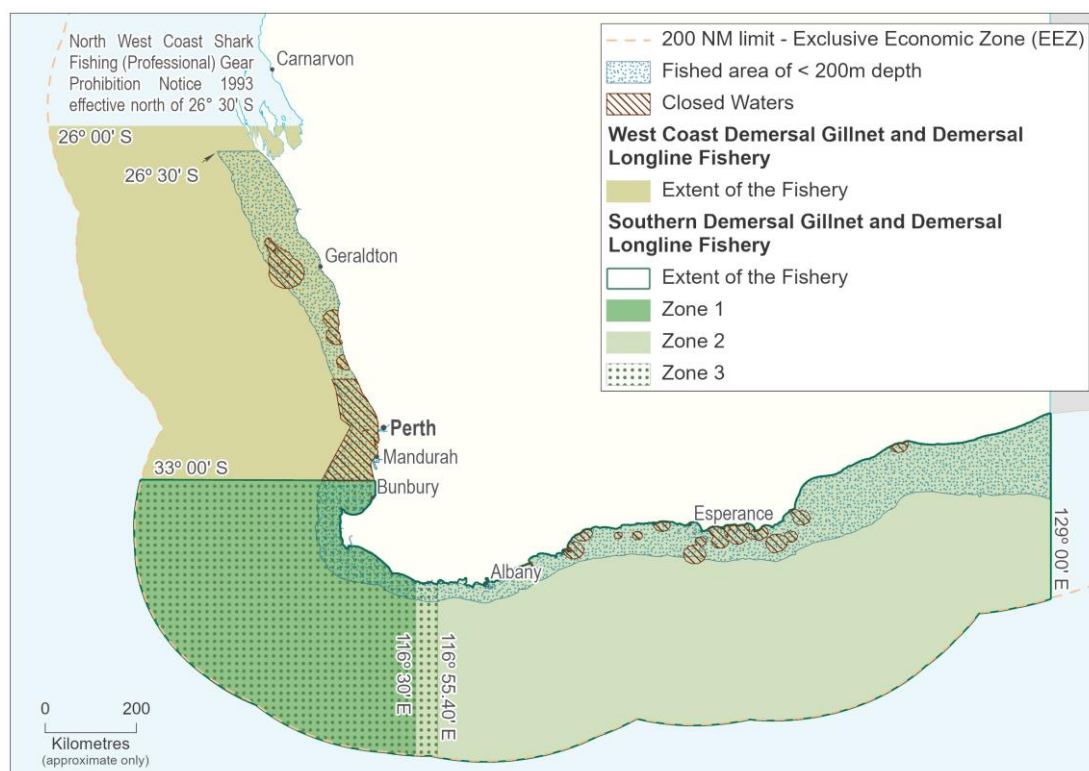 North West Coast Shark
Fishing (Professional) Gear
Prohibition Notice 1993
effective north of 26° 30' S
Carnarvon
26° 00' S
26° 30' S
Geraldton
Perth
Mandurah
33° 00' S
Bunbury
Esperance
Albany
116° 30' E
116° 55.40' E
129° 00' E
0 200
Kilometres
(approximate only)
200 NM limit - Exclusive Economic Zone (EEZ)
Fished area of < 200m depth
Closed Waters
West Coast Demersal Gillnet and Demersal
Longline Fishery
Extent of the Fishery
Southern Demersal Gillnet and Demersal
Longline Fishery
Extent of the Fishery
Zone 1
Zone 2
Zone 3